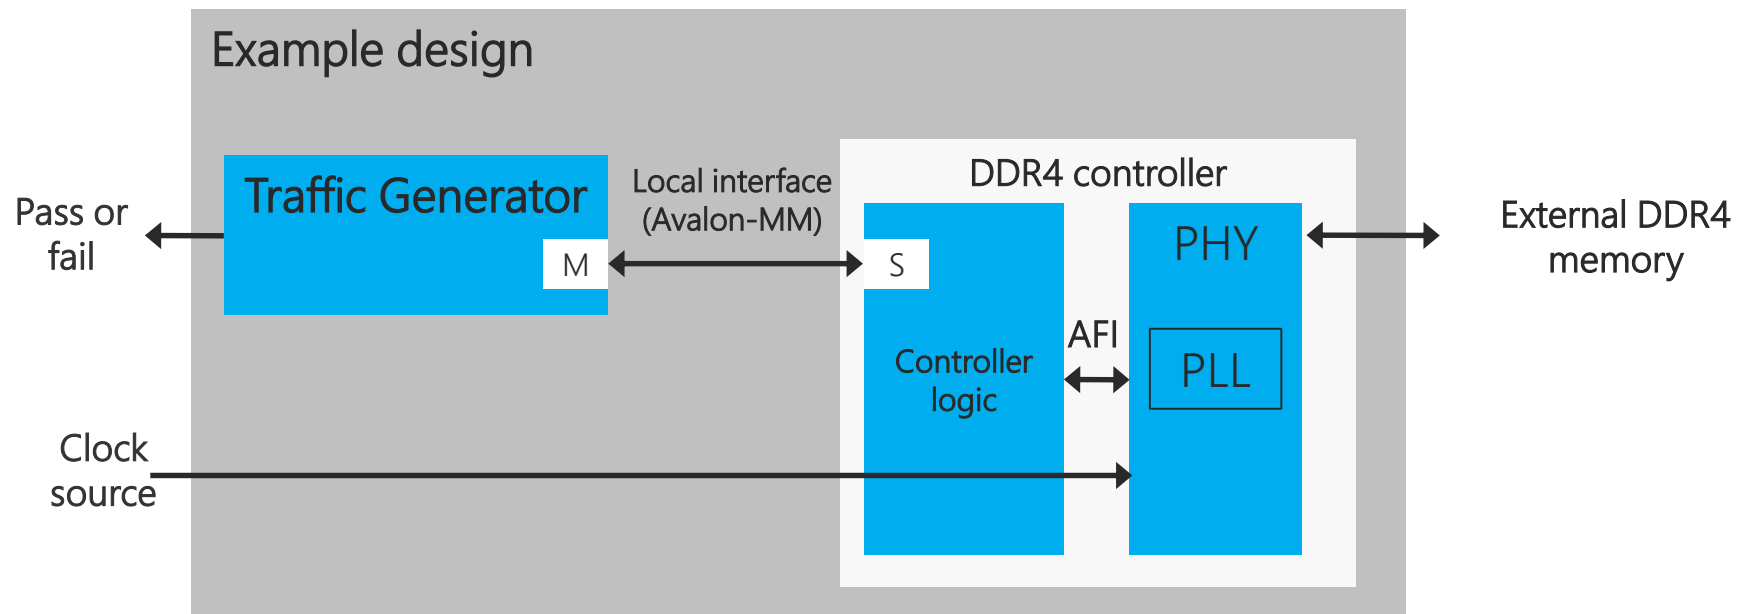 Example design
Traffic Generator
M
Pass or
fail
Local interface
(Avalon-MM)
DDR4 controller
S
Controller
logic
AFI
PHY
PLL
External DDR4
memory
Clock
source